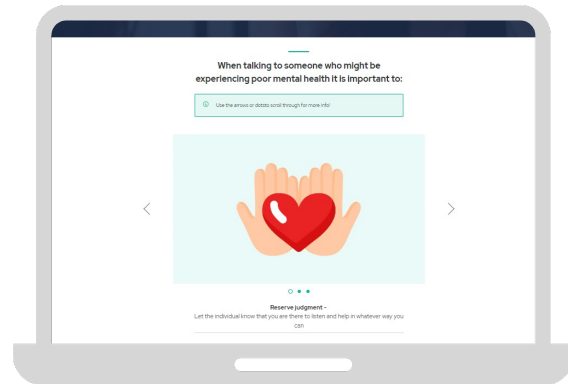 When talking to someone who might be
experiencing poor mental health it is important to:
Use the arrows or dotsto scroll through for more info!
Reserve judgment -
Let the individual know that you are there to listen and help in whatever way you
can